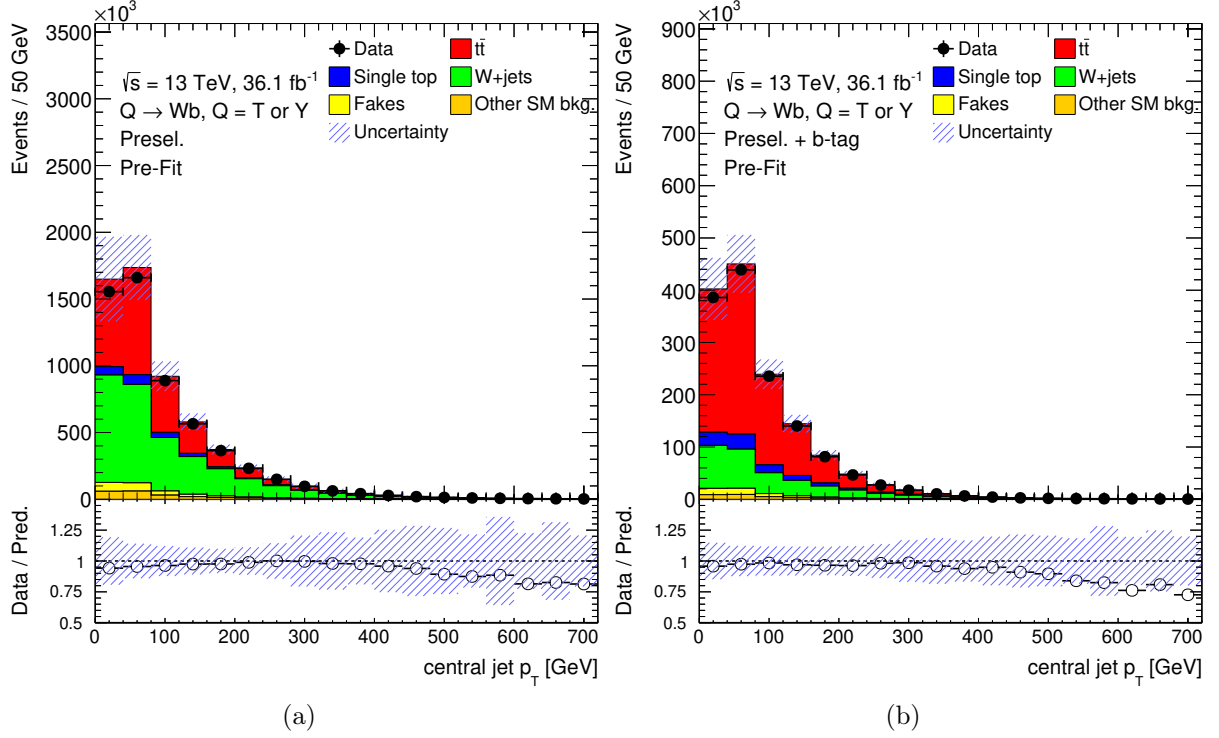 ×10³
Events / 50 GeV
3500
3000
2500
2000
1500
1000
500
0
√s = 13 TeV, 36.1 fb⁻¹
Q → Wb, Q = T or Y
Presel.
Pre-Fit
Data
tt̄
Single top
W+jets
Fakes
Other SM bkg.
Uncertainty
Data / Pred.
1.25
1
0.75
0.5
0 100 200 300 400 500 600 700
central jet p_T [GeV]
(a)
×10³
Events / 50 GeV
900
800
700
600
500
400
300
200
100
0
√s = 13 TeV, 36.1 fb⁻¹
Q → Wb, Q = T or Y
Presel. + b-tag
Pre-Fit
Data
tt̄
Single top
W+jets
Fakes
Other SM bkg.
Uncertainty
Data / Pred.
1.25
1
0.75
0.5
0 100 200 300 400 500 600 700
central jet p_T [GeV]
(b)